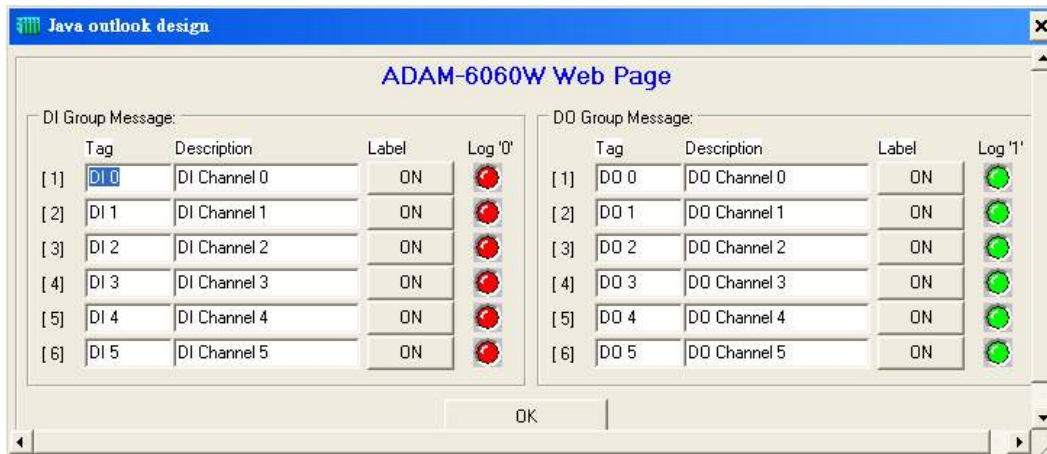 Java outlook design
ADAM-6060W Web Page
DI Group Message:
Tag Description Label Log '0'
[ 1] DI 0 DI Channel 0 ON
[ 2] DI 1 DI Channel 1 ON
[ 3] DI 2 DI Channel 2 ON
[ 4] DI 3 DI Channel 3 ON
[ 5] DI 4 DI Channel 4 ON
[ 6] DI 5 DI Channel 5 ON
DO Group Message:
Tag Description Label Log '1'
[ 1] DO 0 DO Channel 0 ON
[ 2] DO 1 DO Channel 1 ON
[ 3] DO 2 DO Channel 2 ON
[ 4] DO 3 DO Channel 3 ON
[ 5] DO 4 DO Channel 4 ON
[ 6] DO 5 DO Channel 5 ON
OK